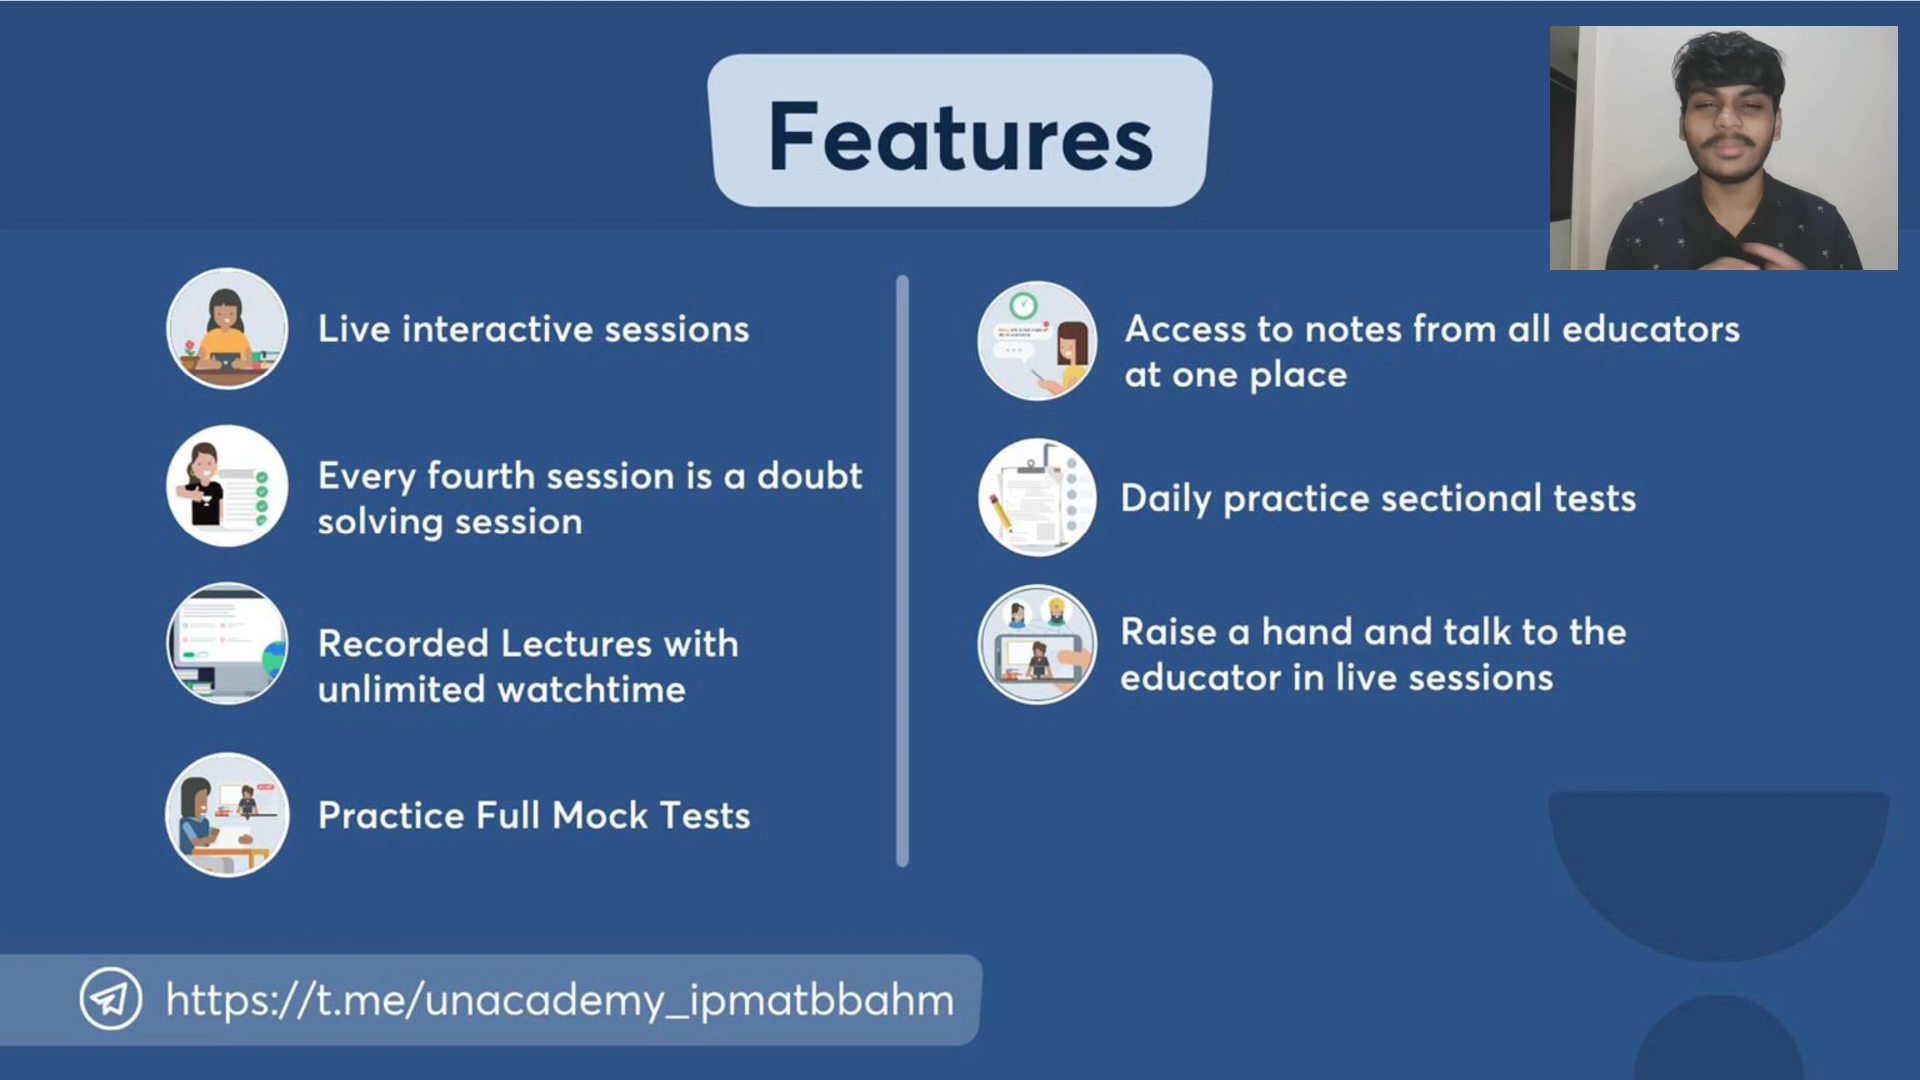 Features
Live interactive sessions
Every fourth session is a doubt
solving session
Recorded Lectures with
unlimited watchtime
Practice Full Mock Tests
Access to notes from all educators
at one place
Daily practice sectional tests
Raise a hand and talk to the
educator in live sessions
https://t.me/unacademy_ipmatbbahm